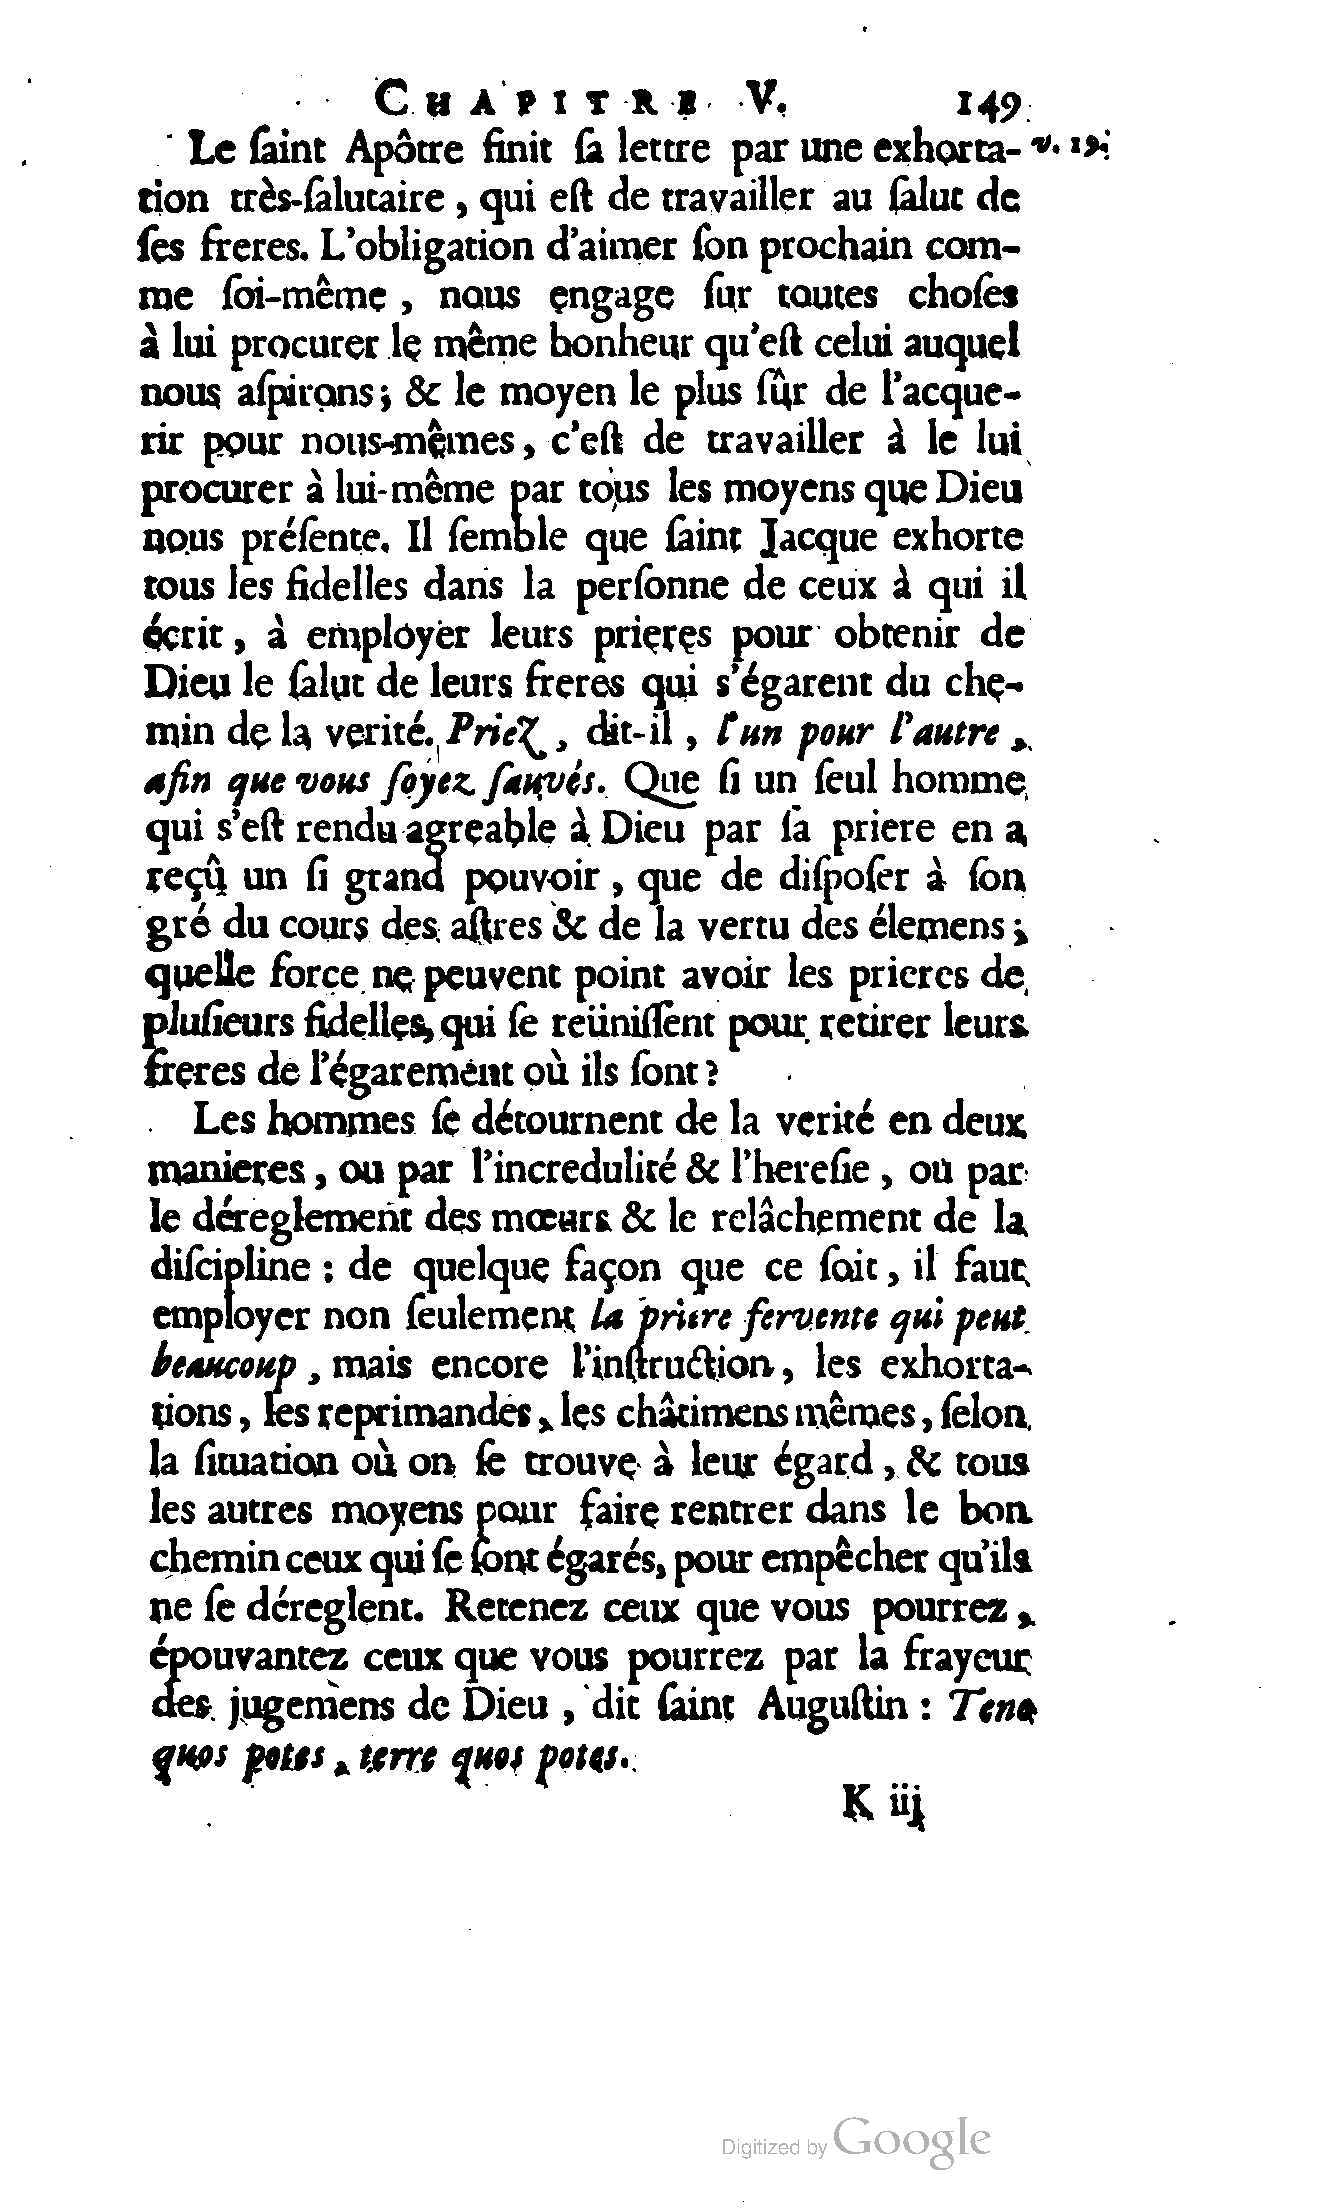 CHAPITRE V. 149
Le ſaint Apôtre finit ſa lettre par une exhorta- v. 19.
tion très-ſalutaire, qui eſt de travailler au ſalut de
ſes freres. L'obligation d'aimer ſon prochain com-
me ſoi-même, nous engage ſur toutes choſes
à lui procurer le même bonheur qu'eſt celui auquel
nous aſpirons; & le moyen le plus ſûr de l'acque-
rir pour nous-mêmes, c'eſt de travailler à le lui
procurer à lui-même par tous les moyens que Dieu
nous préſente. Il ſemble que ſaint Jacque exhorte
tous les fidelles dans la perſonne de ceux à qui il
écrit, à employer leurs prieres pour obtenir de
Dieu le ſalut de leurs freres qui s'égarent du che-
min de la verité. Priez, dit-il, l'un pour l'autre,
afin que vous ſoyez ſauvés. Que ſi un ſeul homme
qui s'eſt rendu agreable à Dieu par ſa priere en a
reçû un ſi grand pouvoir, que de diſpoſer à ſon
gré du cours des aſtres & de la vertu des élemens;
quelle force ne peuvent point avoir les prieres de
pluſieurs fidelles, qui ſe reüniſſent pour retirer leurs
freres de l'égarement où ils ſont?
Les hommes ſe détournent de la verité en deux
manieres, ou par l'incredulité & l'hereſie, ou par
le déreglement des mœurs & le relâchement de la
diſcipline : de quelque façon que ce ſoit, il faut
employer non ſeulement la priere fervente qui peut
beaucoup, mais encore l'inſtruction, les exhorta-
tions, les reprimandes, les châtimens mêmes, ſelon
la ſituation où on ſe trouve à leur égard, & tous
les autres moyens pour faire rentrer dans le bon
chemin ceux qui ſe ſont égarés, pour empêcher qu'ils
ne ſe déreglent. Retenez ceux que vous pourrez,
épouvantez ceux que vous pourrez par la frayeur
des jugemens de Dieu, dit ſaint Auguſtin : Tene
quos potes, terre quos potes.
K iij
Digitized by Google